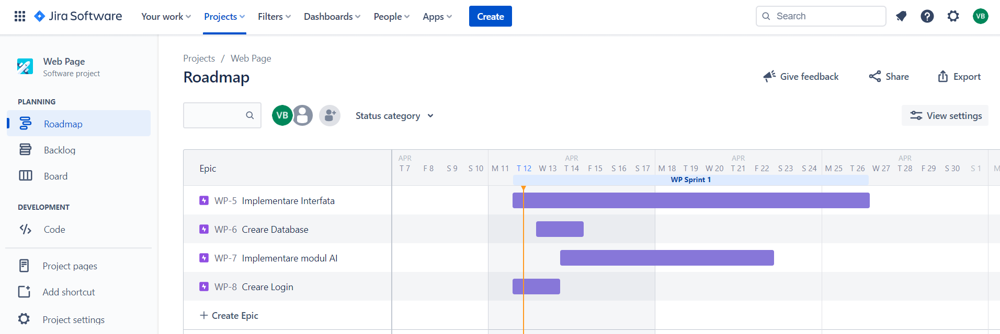 Jira Software Your work Projects Filters Dashboards People Apps Create Search VB
Web Page
Software project
PLANNING
Roadmap
Backlog
Board
DEVELOPMENT
Code
Project pages
Add shortcut
Project settings
Projects / Web Page
Roadmap
Give feedback Share Export
VB Status category View settings
APR APR APR APR
Epic T 7 F 8 S 9 S 10 M 11 T 12 W 13 T 14 F 15 S 16 S 17 M 18 T 19 W 20 T 21 F 22 S 23 S 24 M 25 T 26 W 27 T 28 F 29 S 30 S 1 M
WP Sprint 1
WP-5 Implementare Interfata
WP-6 Creare Database
WP-7 Implementare modul AI
WP-8 Creare Login
+ Create Epic